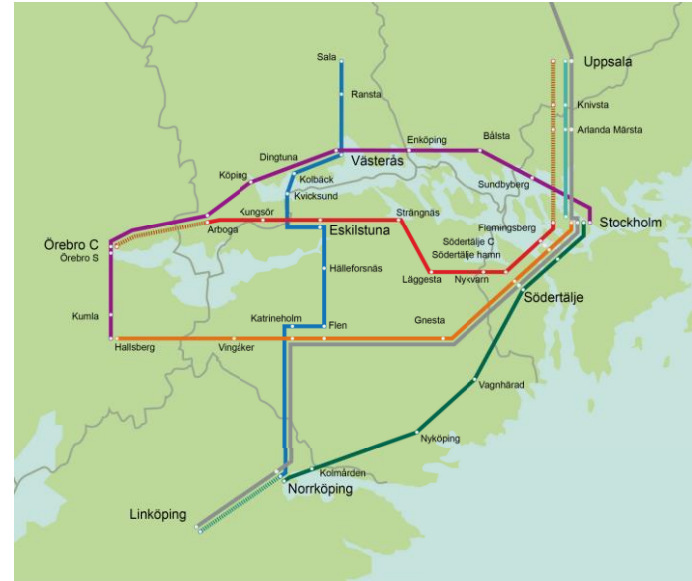 Sala
Uppsala
Ransta
Knivsta
Arlanda Märsta
Enköping
Bålsta
Dingtuna
Västerås
Köping
Kolbäck
Sundbyberg
Kvicksund
Kungsör
Strängnäs
Arboga
Eskilstuna
Flemingsberg
Stockholm
Örebro C
Södertälje C
Örebro S
Södertälje hamn
Hälleforsnäs
Läggesta
Nykvarn
Södertälje
Kumla
Katrineholm
Flen
Gnesta
Hallsberg
Vingåker
Vagnhärad
Nyköping
Kolmården
Norrköping
Linköping